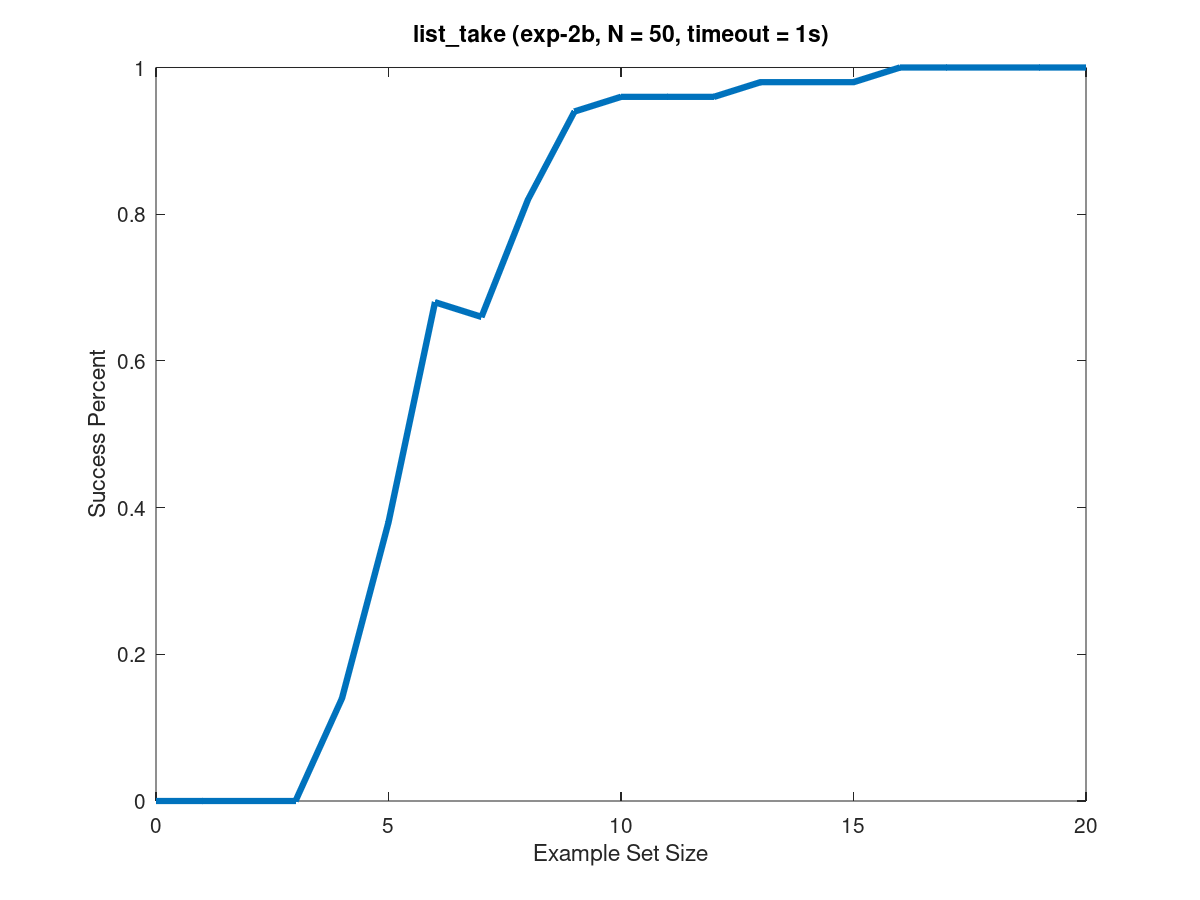 list_take (exp-2b, N = 50, timeout = 1s)
1
0.8
0.6
0.4
0.2
0
Success Percent
0 5 10 15 20
Example Set Size